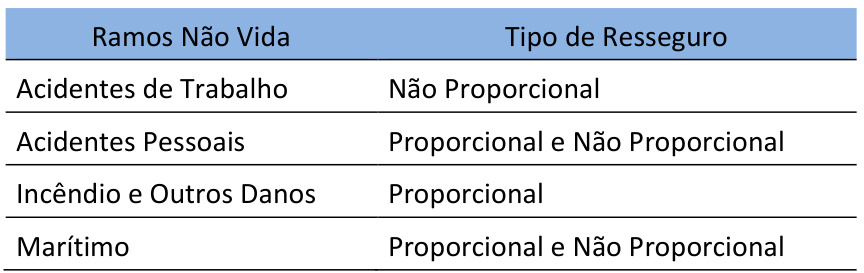 Ramos Não Vida Tipo de Resseguro
Acidentes de Trabalho Não Proporcional
Acidentes Pessoais Proporcional e Não Proporcional
Incêndio e Outros Danos Proporcional
Marítimo Proporcional e Não Proporcional